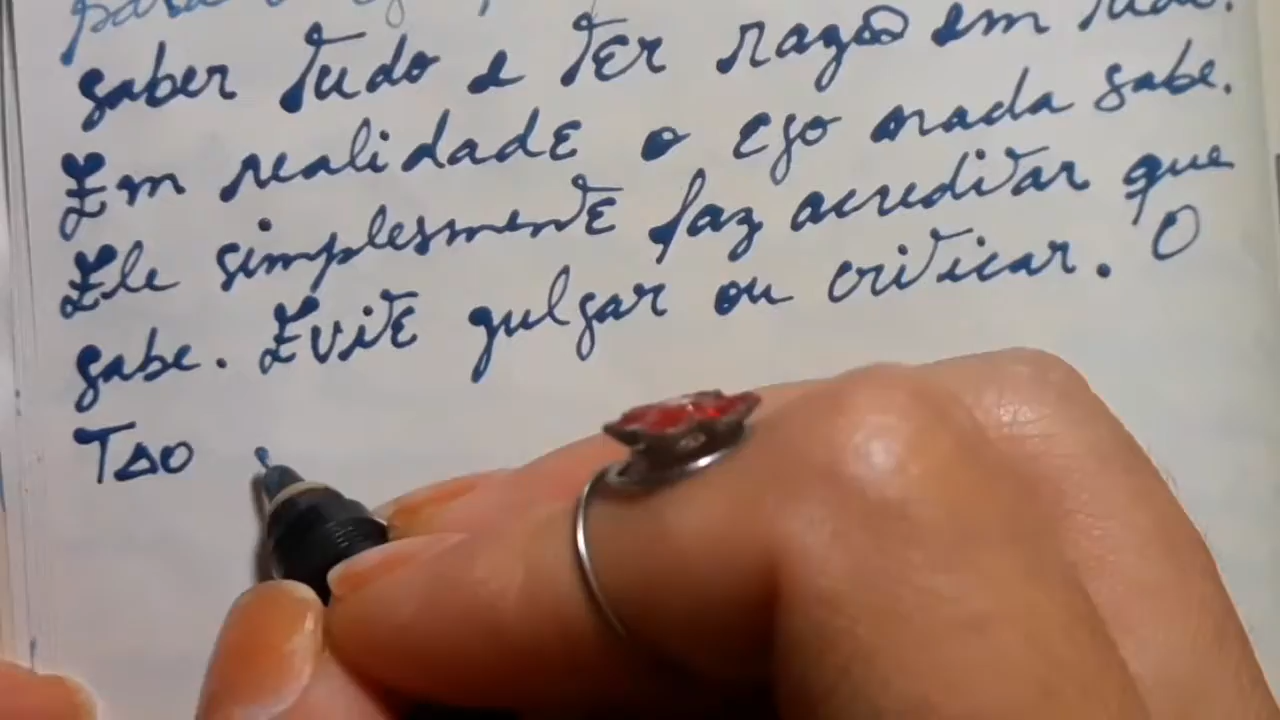 saber tudo e ter razão em tudo.
Em realidade o ego nada sabe.
Ele simplesmente faz acreditar que
sabe. Evite julgar ou criticar. O
Tao